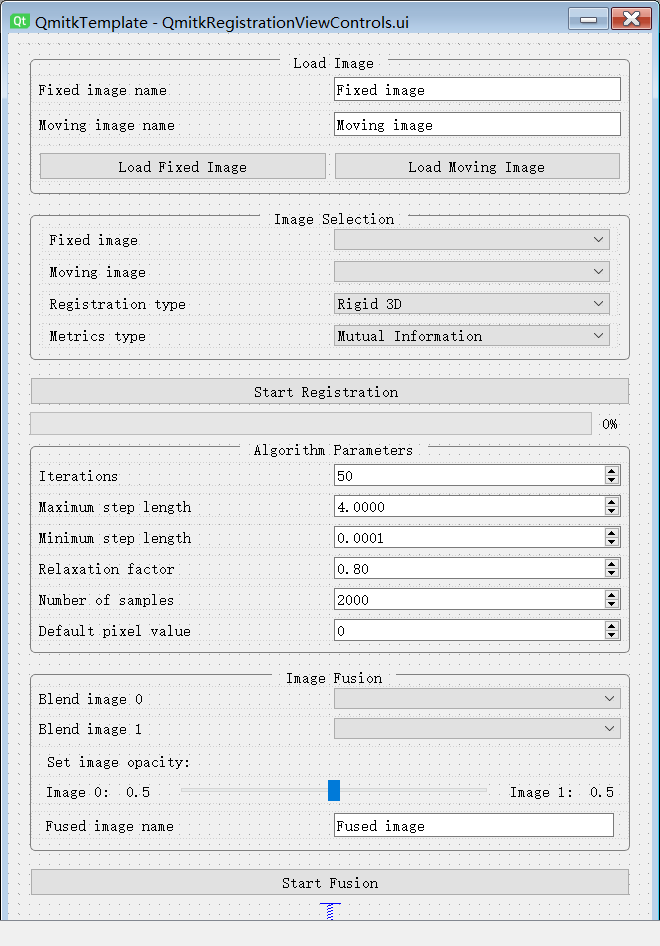 Qt QmitkTemplate - QmitkRegistrationViewControls.ui
Load Image
Fixed image name Fixed image
Moving image name Moving image
Load Fixed Image Load Moving Image
Image Selection
Fixed image
Moving image
Registration type Rigid 3D
Metrics type Mutual Information
Start Registration
0%
Algorithm Parameters
Iterations 50
Maximum step length 4.0000
Minimum step length 0.0001
Relaxation factor 0.80
Number of samples 2000
Default pixel value 0
Image Fusion
Blend image 0
Blend image 1
Set image opacity:
Image 0: 0.5 Image 1: 0.5
Fused image name Fused image
Start Fusion